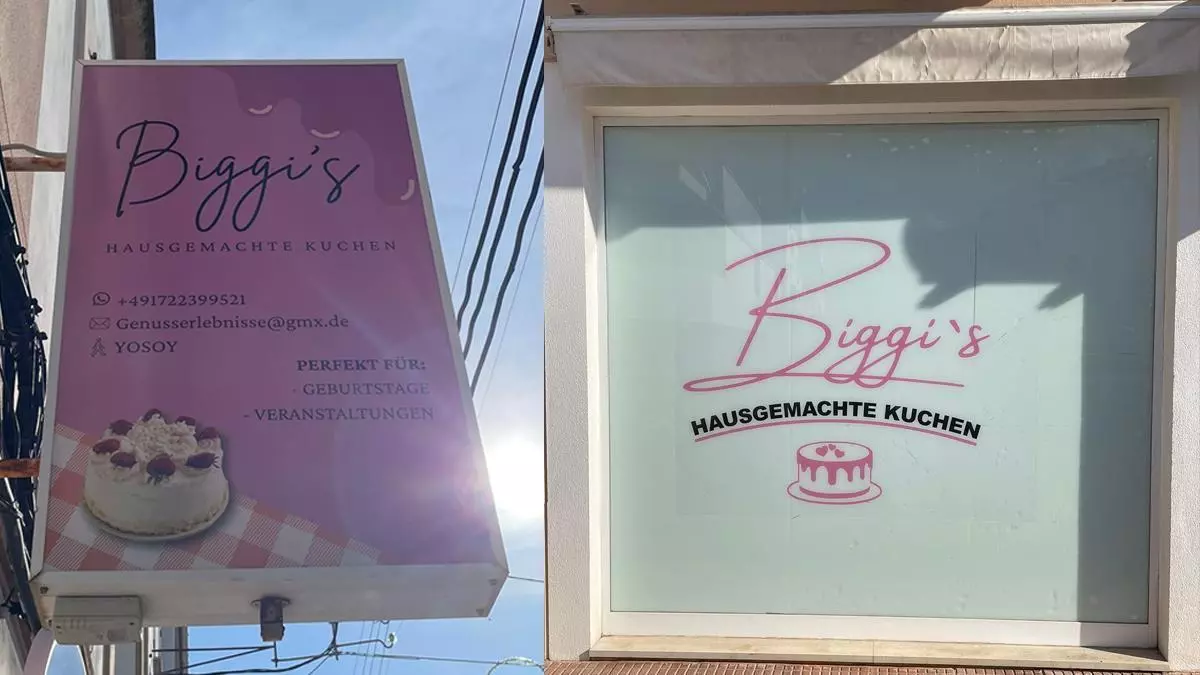 Biggi's
HAUSGEMACHTE KUCHEN
+491722399521
Genusserlebnisse@gmx.de
YOSOY
PERFEKT FÜR:
- GEBURTSTAGE
- VERANSTALTUNGEN
Biggi`s
HAUSGEMACHTE KUCHEN